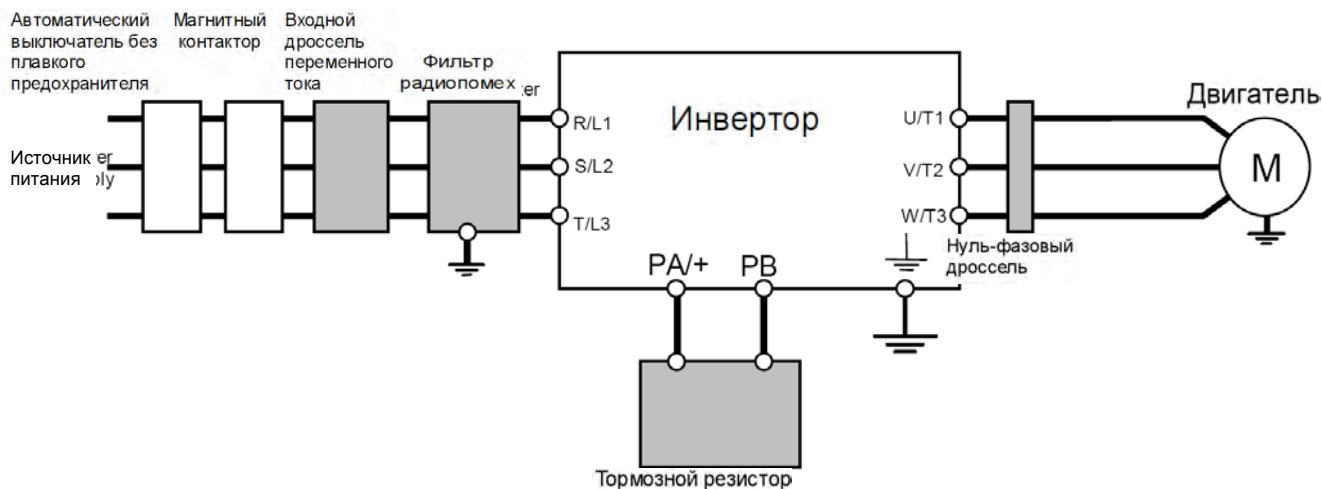 Автоматический
выключатель без
плавкого
предохранителя
Магнитный
контактор
Входной
дроссель
переменного
тока
Фильтр
радиопомех
Источник
питания
R/L1
S/L2
T/L3
Инвертор
U/T1
V/T2
W/T3
Двигатель
M
Нуль-фазовый
дроссель
PA/+
PB
Тормозной резистор